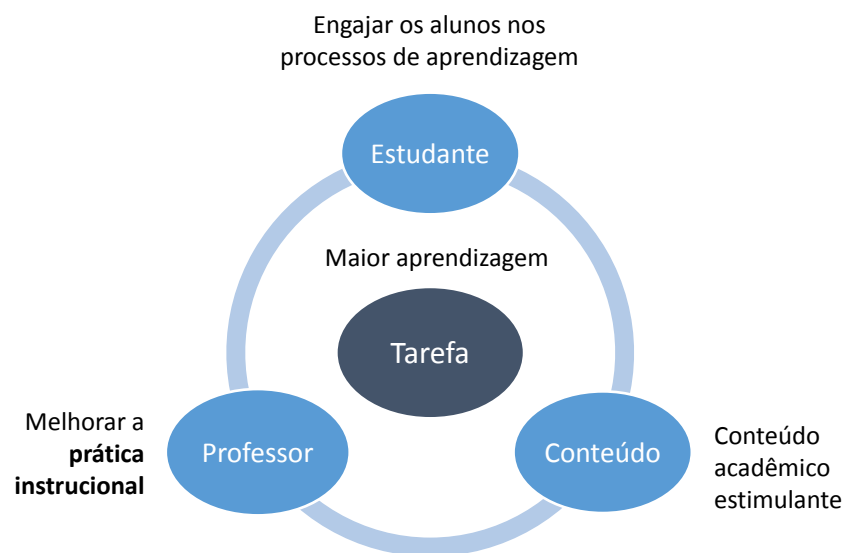 Engajar os alunos nos
processos de aprendizagem
Estudante
Maior aprendizagem
Tarefa
Melhorar a
prática
instrucional
Professor
Conteúdo
Conteúdo
acadêmico
estimulante